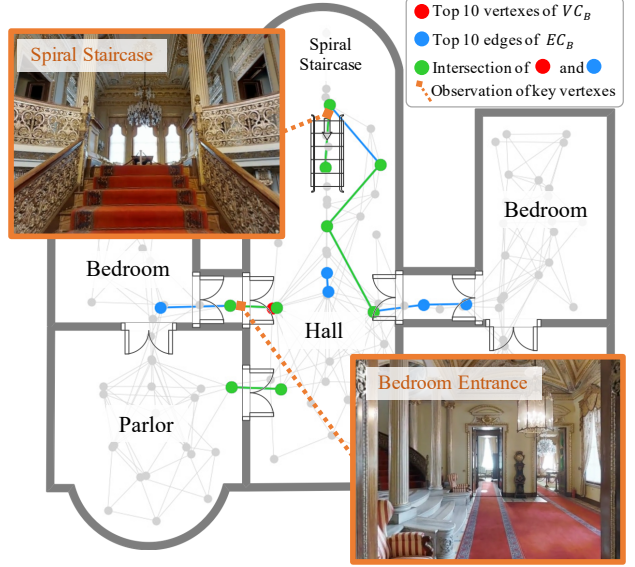 Top 10 vertexes of VC_B
Top 10 edges of EC_B
Intersection of and
Observation of key vertexes
Spiral Staircase
Spiral
Staircase
Bedroom
Bedroom
Hall
Bedroom Entrance
Parlor